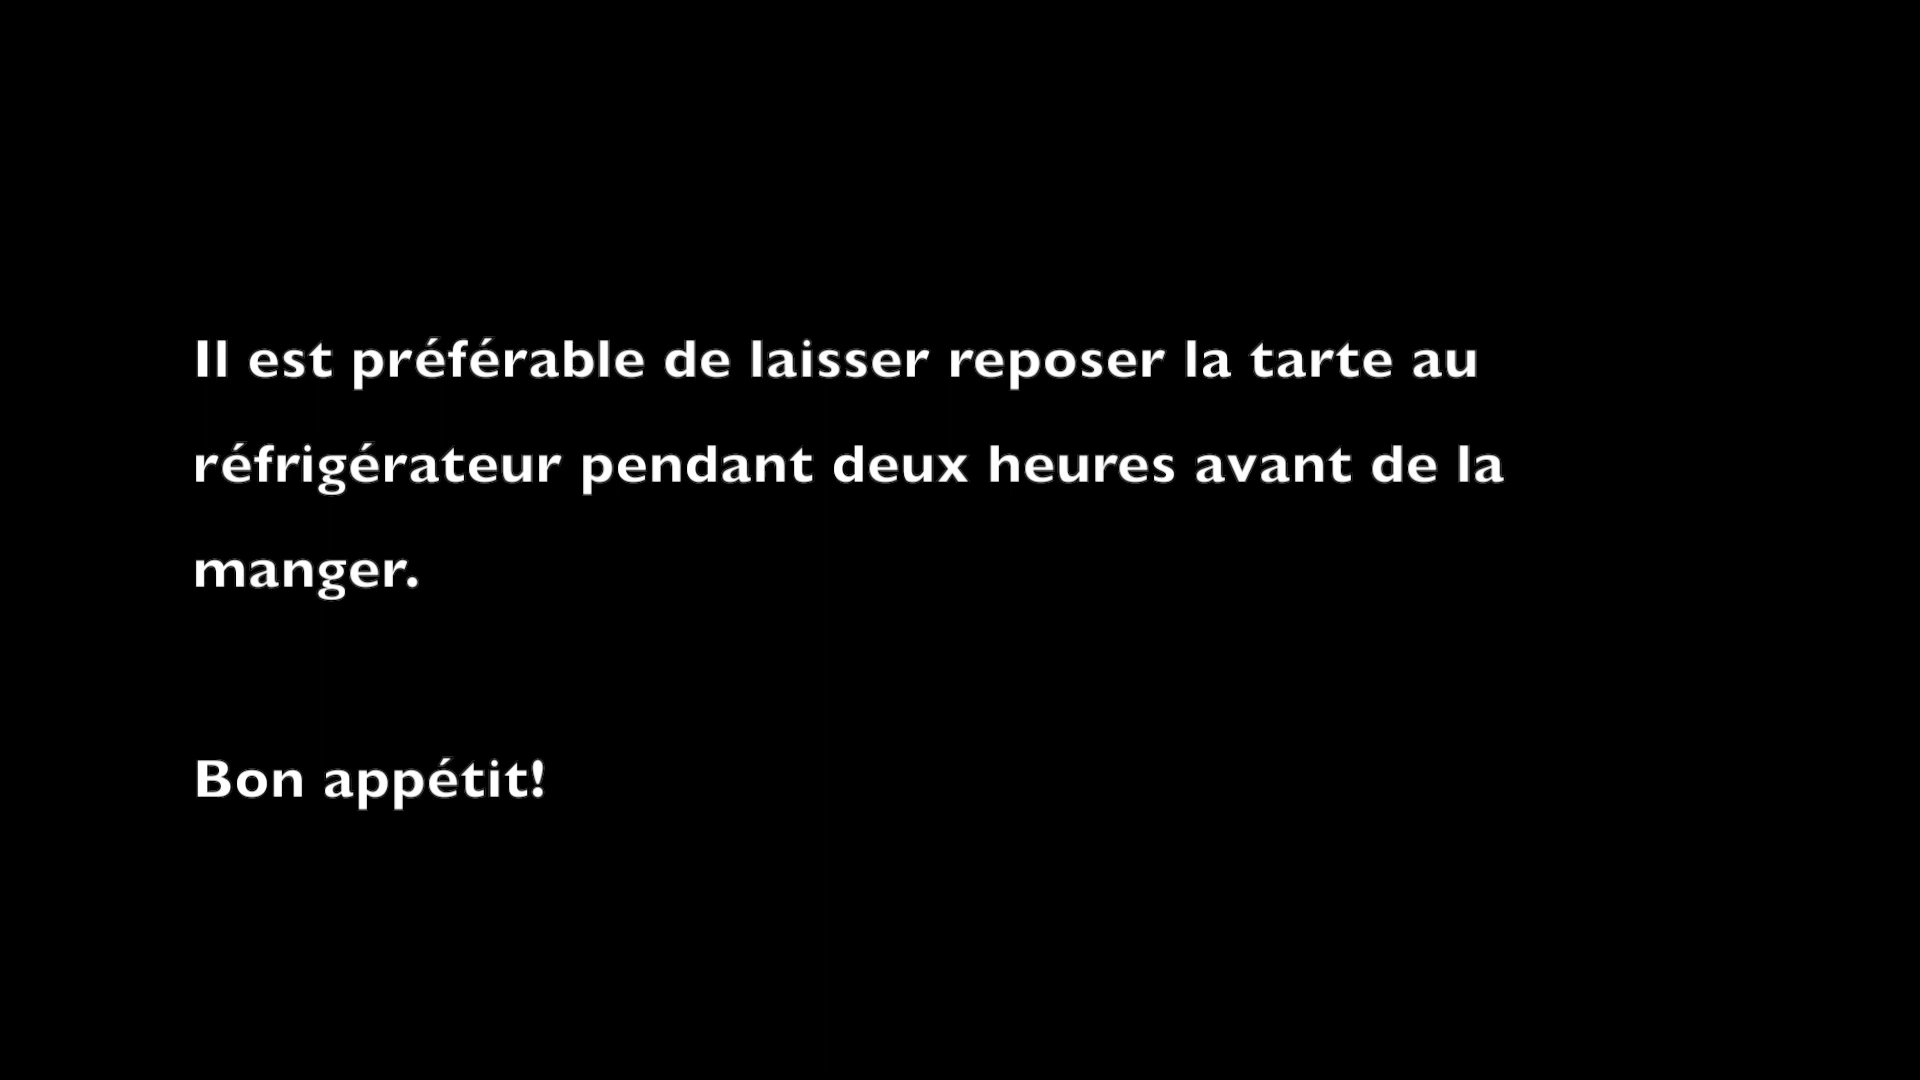 Il est préférable de laisser reposer la tarte au
réfrigérateur pendant deux heures avant de la
manger.
Bon appétit!